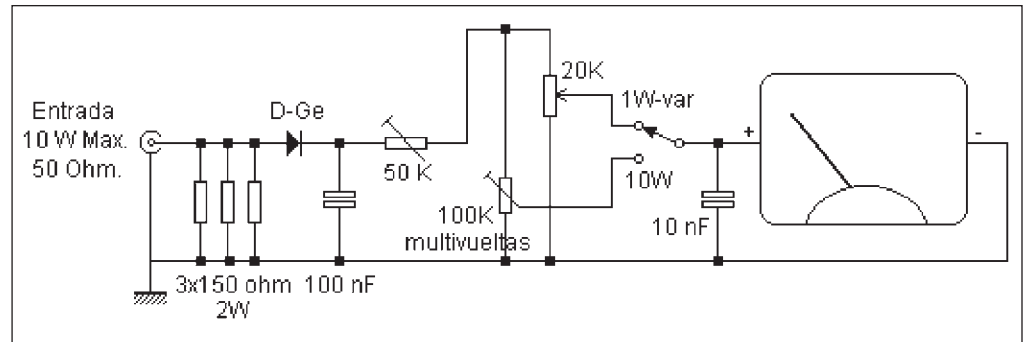 Entrada
10 W Max.
50 Ohm.
D-Ge
50 K
20K
1W-var
10W
100K
multivueltas
10 nF
+
-
3x150 ohm
2W
100 nF